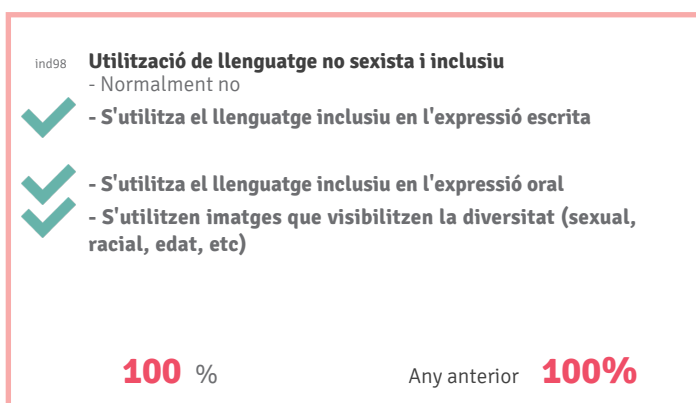 ind98 Utilització de llenguatge no sexista i inclusiu
- Normalment no
- S'utilitza el llenguatge inclusiu en l'expressió escrita
- S'utilitza el llenguatge inclusiu en l'expressió oral
- S'utilitzen imatges que visibilitzen la diversitat (sexual,
racial, edat, etc)
100 % Any anterior 100%